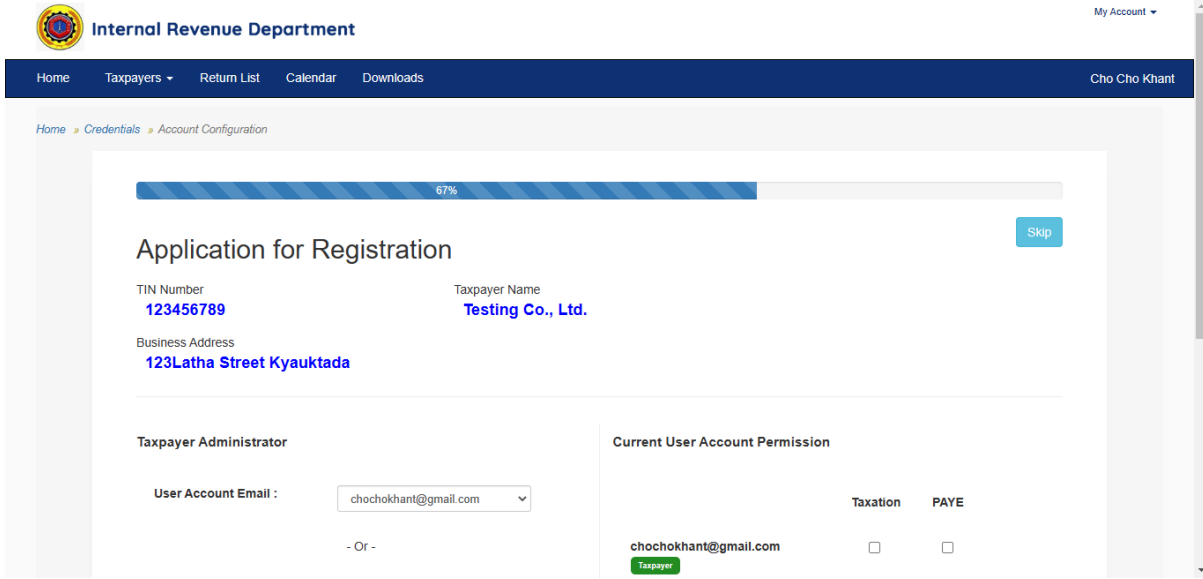 My Account
Internal Revenue Department
Home Taxpayers Return List Calendar Downloads Cho Cho Khant
Home » Credentials » Account Configuration
67%
Skip
Application for Registration
TIN Number Taxpayer Name
123456789 Testing Co., Ltd.
Business Address
123Latha Street Kyauktada
Taxpayer Administrator Current User Account Permission
User Account Email : chochokhant@gmail.com
Taxation PAYE
- Or - chochokhant@gmail.com
Taxpayer